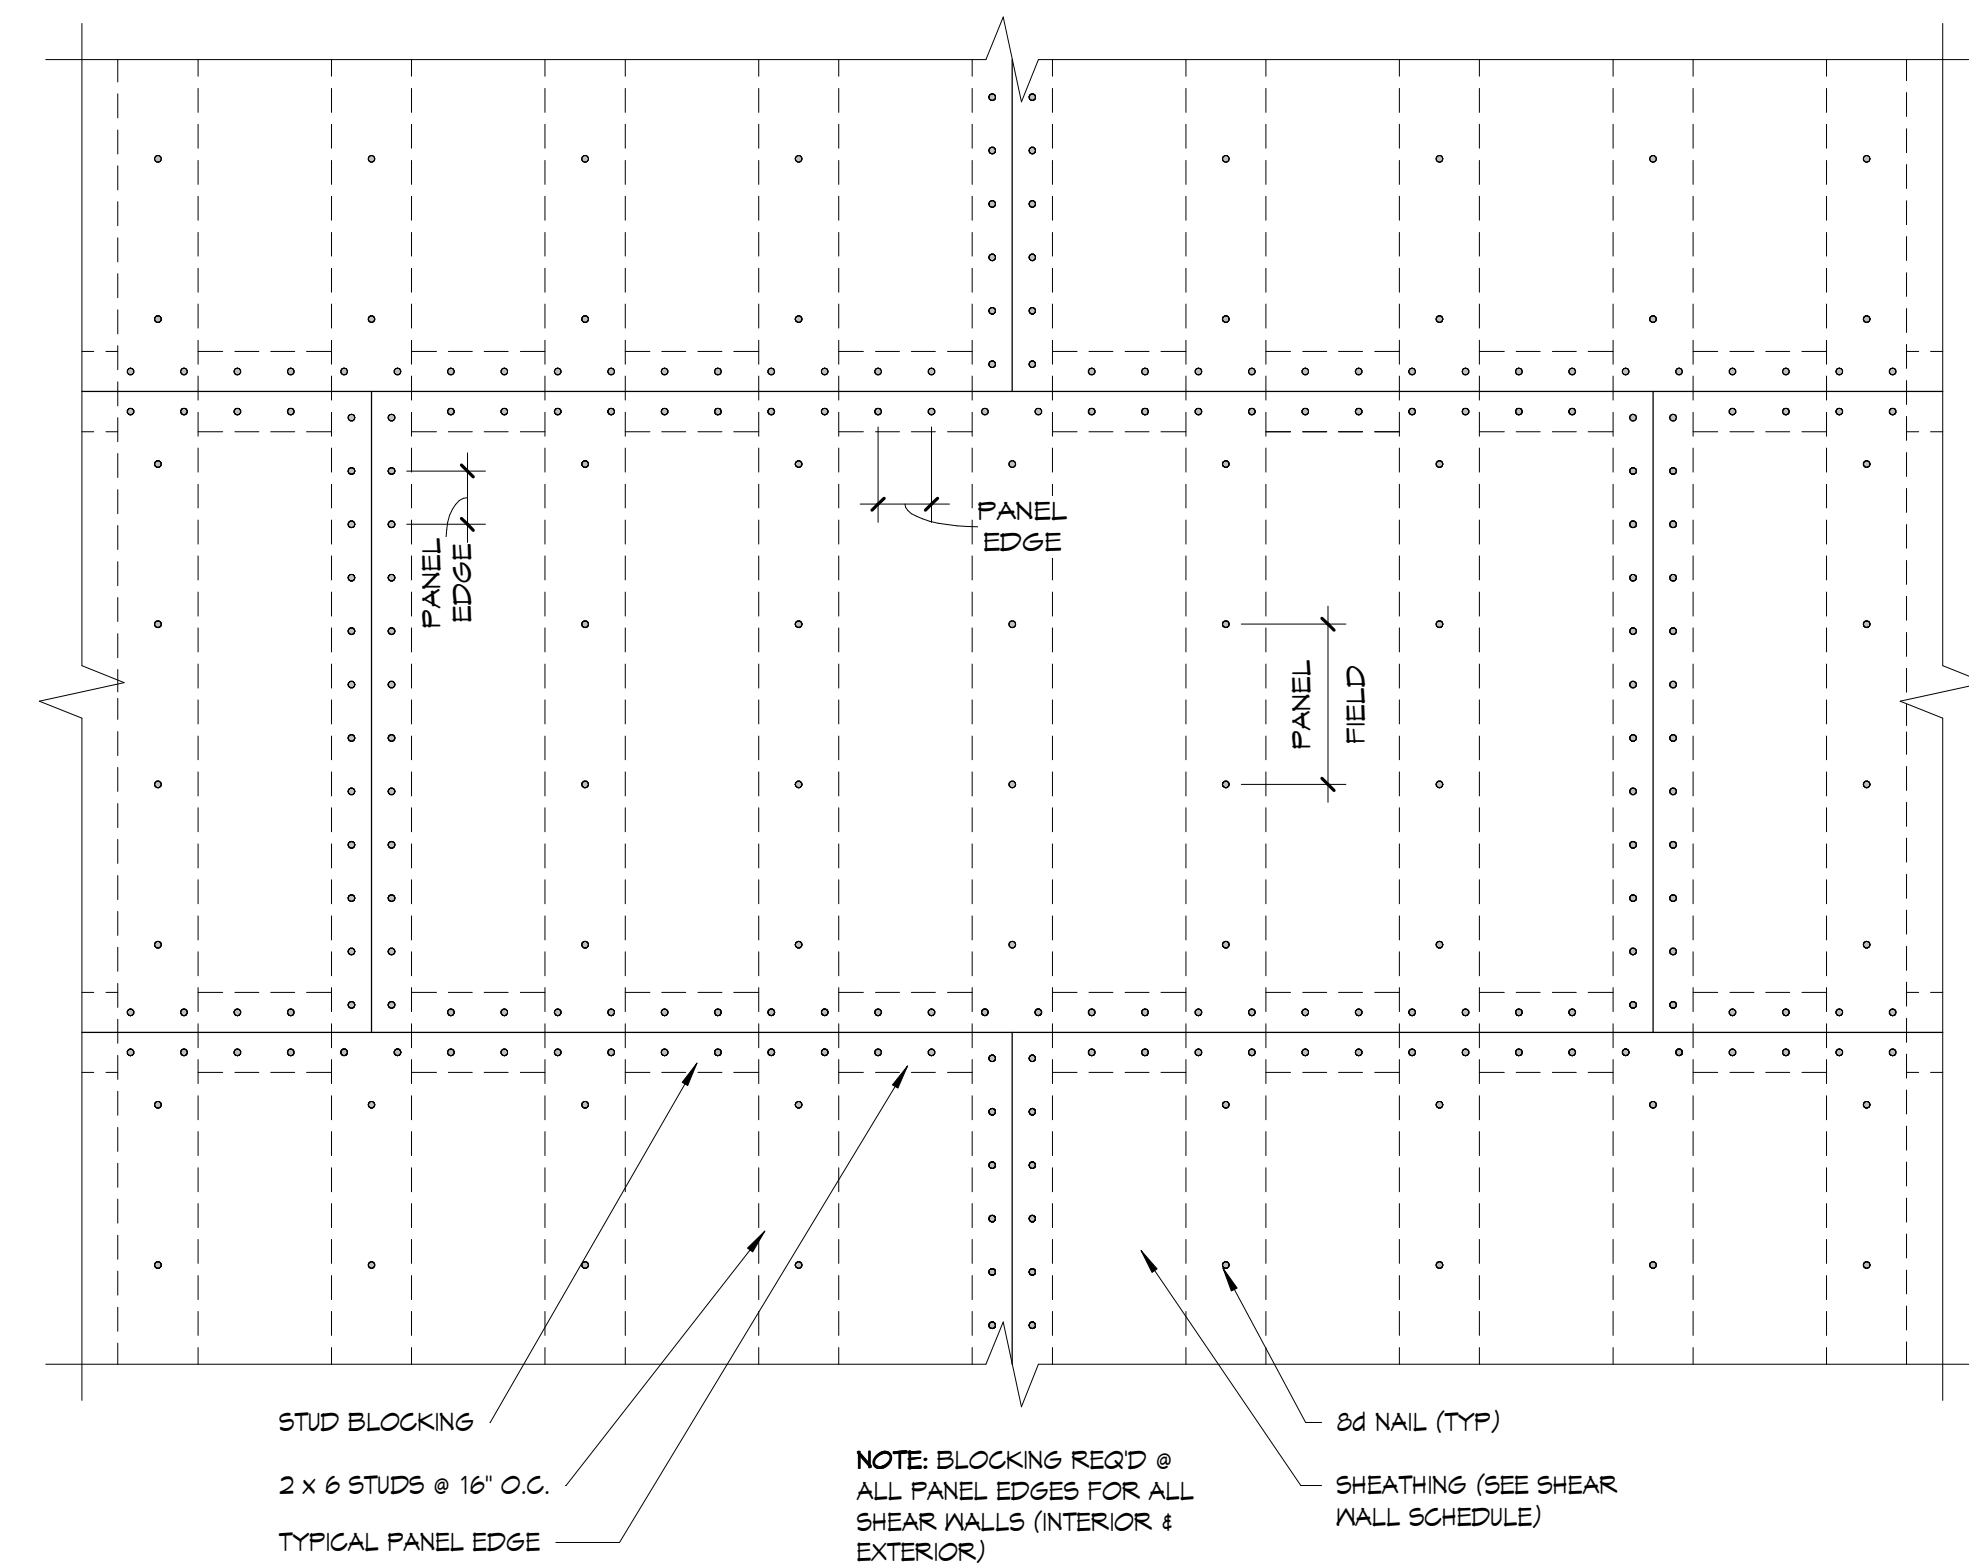 PANEL
EDGE
PANEL
EDGE
PANEL
FIELD
STUD BLOCKING
2 x 6 STUDS @ 16" O.C.
TYPICAL PANEL EDGE
NOTE: BLOCKING REQ'D @
ALL PANEL EDGES FOR ALL
SHEAR WALLS (INTERIOR &
EXTERIOR)
8d NAIL (TYP)
SHEATHING (SEE SHEAR
WALL SCHEDULE)